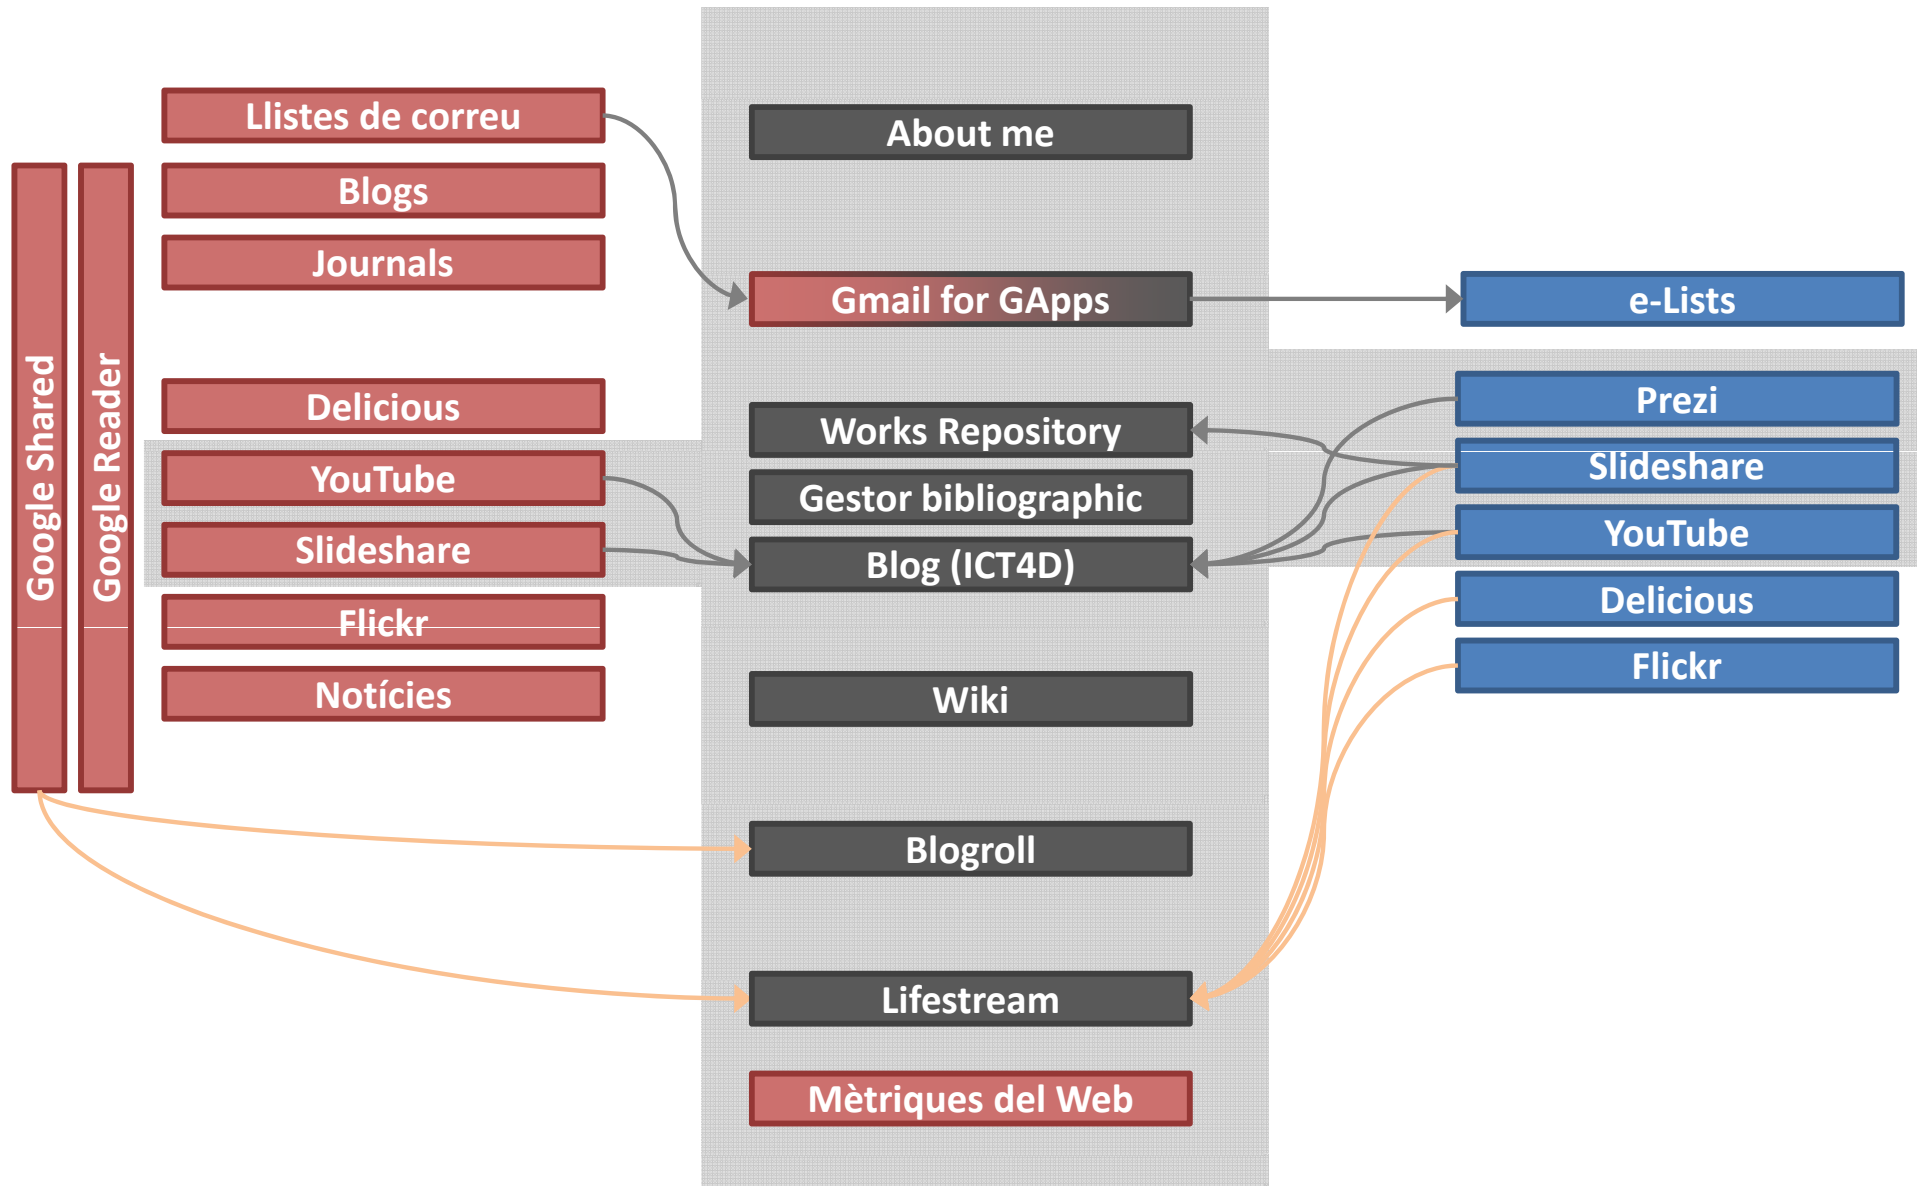 Google Shared
Google Reader
Llistes de correu
Blogs
Journals
Delicious
YouTube
Slideshare
Flickr
Notícies
About me
Gmail for GApps
Works Repository
Gestor bibliographic
Blog (ICT4D)
Wiki
Blogroll
Lifestream
Mètriques del Web
e-Lists
Prezi
Slideshare
YouTube
Delicious
Flickr